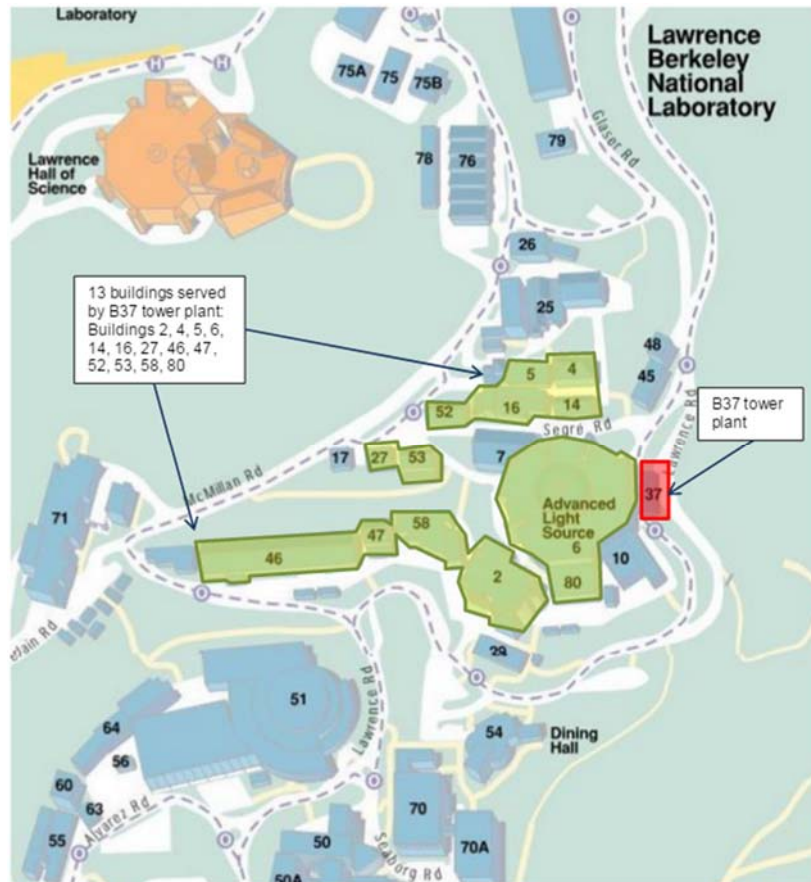 Laboratory
Lawrence
Berkeley
National
Laboratory
75A
75
75B
Glaser Rd
79
78
76
Lawrence
Hall of
Science
26
25
13 buildings served
by B37 tower plant:
Buildings 2, 4, 5, 6,
14, 16, 27, 46, 47,
52, 53, 58, 80
48
45
5
4
52
16
14
Segré Rd
B37 tower
plant
Lawrence Rd
17
27
53
7
37
McMillan Rd
71
Advanced
Light
Source
6
58
47
46
10
2
80
29
Lawrence Rd
51
64
54
Dining
Hall
56
60
63
Alvarez Rd
55
70
50
70A
Seaborg Rd
50A